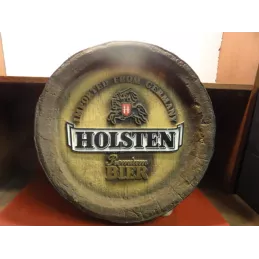 IMPORTED FROM GERMANY
HOLSTEN
Premium
BIER